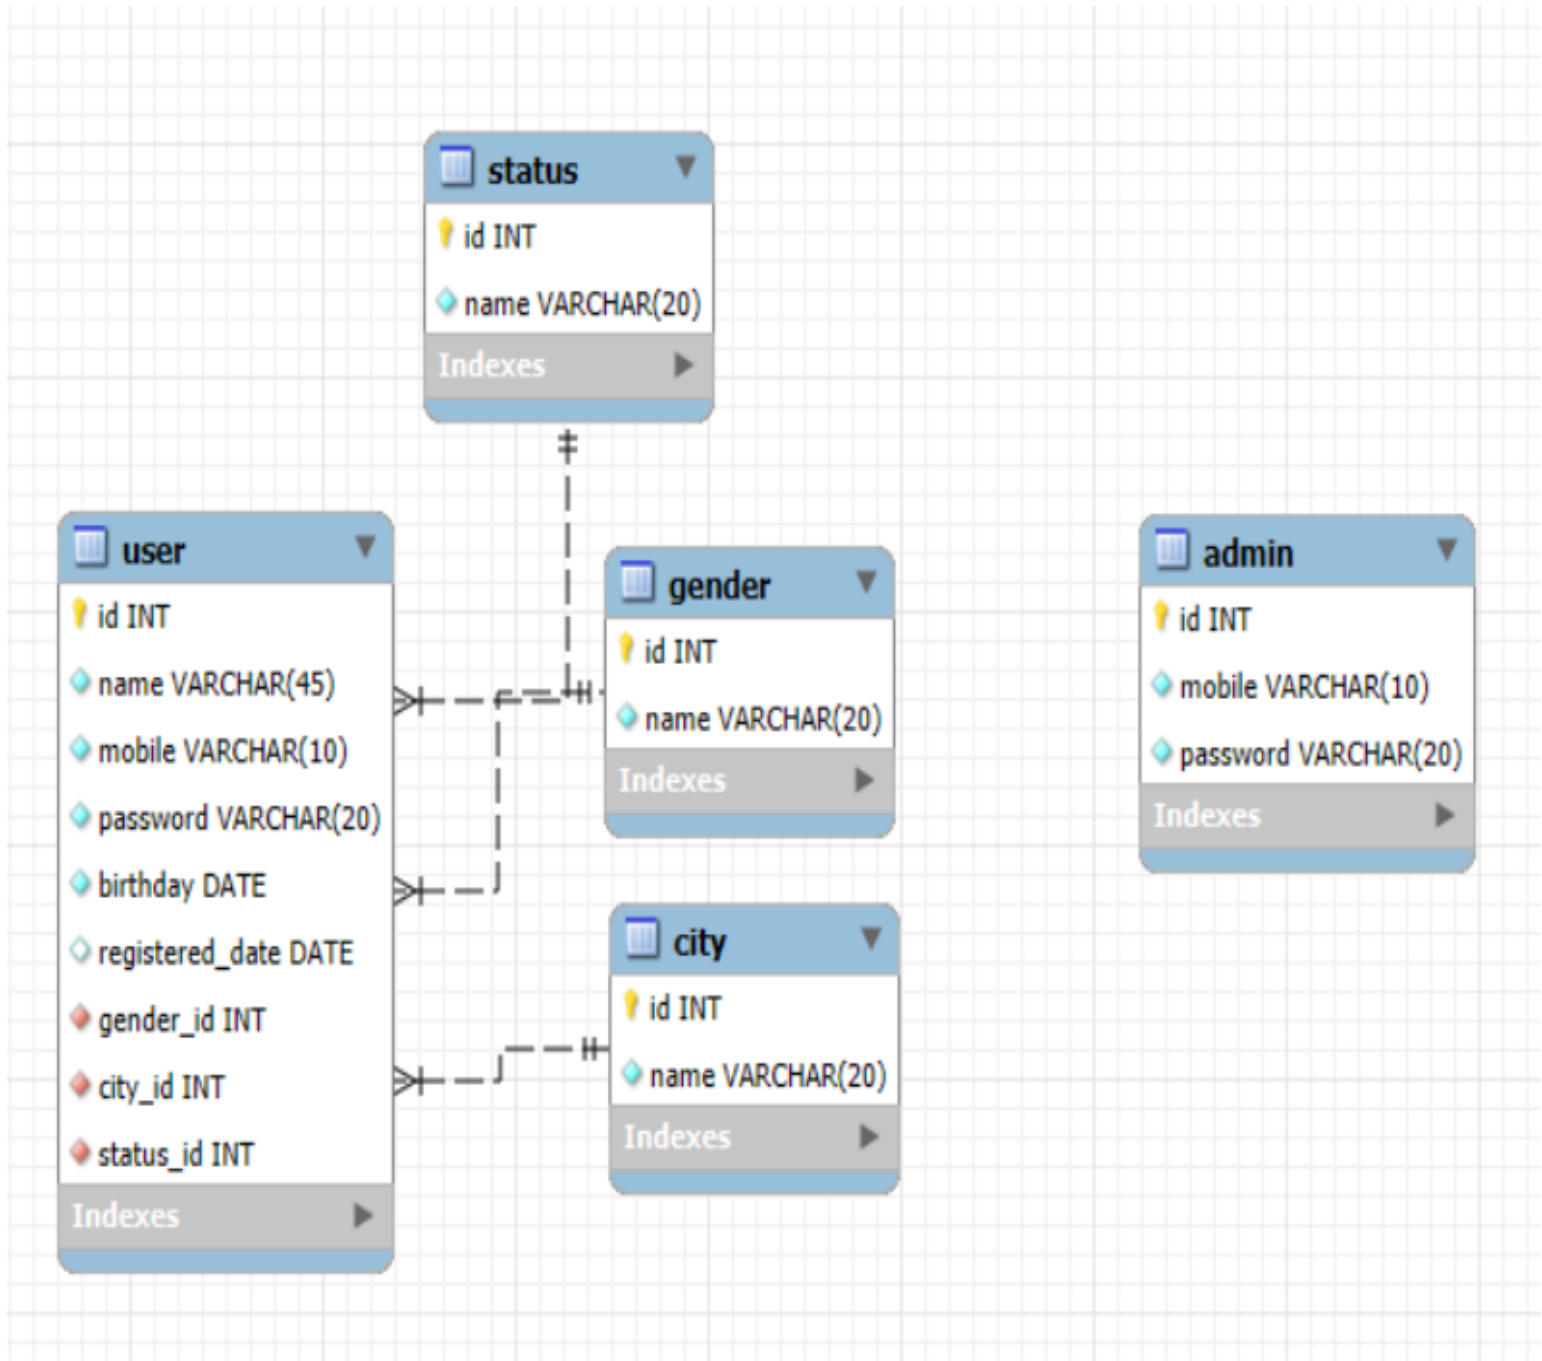 status
id INT
name VARCHAR(20)
Indexes
user
id INT
name VARCHAR(45)
mobile VARCHAR(10)
password VARCHAR(20)
birthday DATE
registered_date DATE
gender_id INT
city_id INT
status_id INT
Indexes
gender
id INT
name VARCHAR(20)
Indexes
city
id INT
name VARCHAR(20)
Indexes
admin
id INT
mobile VARCHAR(10)
password VARCHAR(20)
Indexes